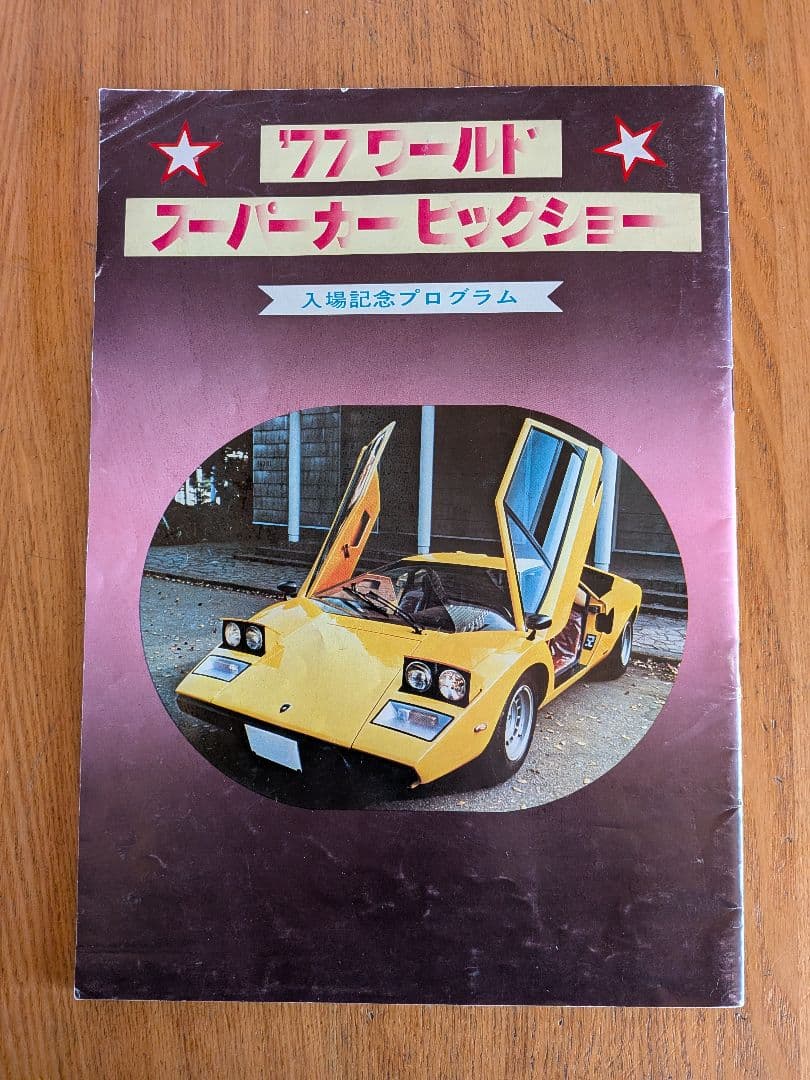 '77ワールド
スーパーカー ビックショー
入場記念プログラム